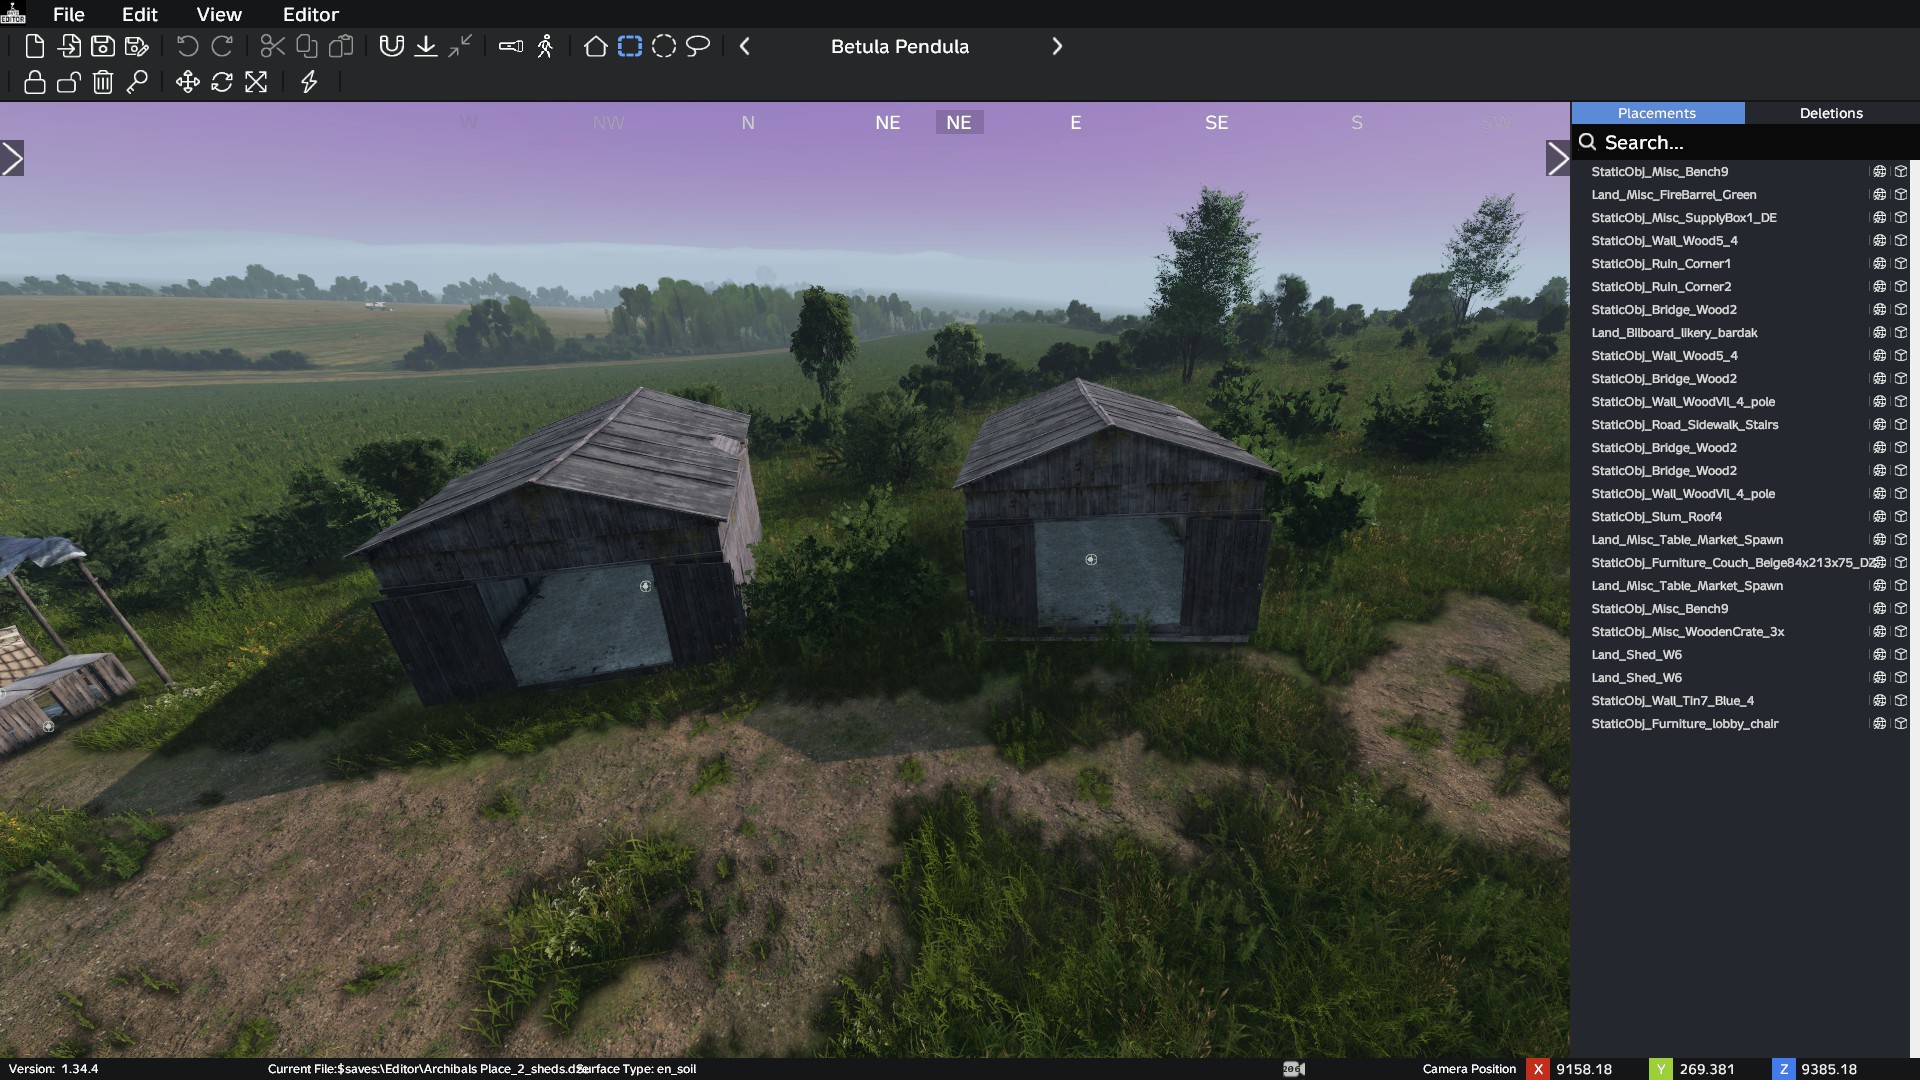 File Edit View Editor
EDITOR
Betula Pendula
W NW N NE NE E SE S SW
Placements Deletions
Search...
StaticObj_Misc_Bench9
Land_Misc_FireBarrel_Green
StaticObj_Misc_SupplyBox1_DE
StaticObj_Wall_Wood5_4
StaticObj_Ruin_Corner1
StaticObj_Ruin_Corner2
StaticObj_Bridge_Wood2
Land_Bilboard_likery_bardak
StaticObj_Wall_Wood5_4
StaticObj_Bridge_Wood2
StaticObj_Wall_WoodVil_4_pole
StaticObj_Road_Sidewalk_Stairs
StaticObj_Bridge_Wood2
StaticObj_Bridge_Wood2
StaticObj_Wall_WoodVil_4_pole
StaticObj_Slum_Roof4
Land_Misc_Table_Market_Spawn
StaticObj_Furniture_Couch_Beige84x213x75_DZ
Land_Misc_Table_Market_Spawn
StaticObj_Misc_Bench9
StaticObj_Misc_WoodenCrate_3x
Land_Shed_W6
Land_Shed_W6
StaticObj_Wall_Tin7_Blue_4
StaticObj_Furniture_lobby_chair
Version: 1.34.4 Current File:$saves:\Editor\Archibals Place_2_sheds.dze Surface Type: en_soil 206 Camera Position X 9158.18 Y 269.381 Z 9385.18